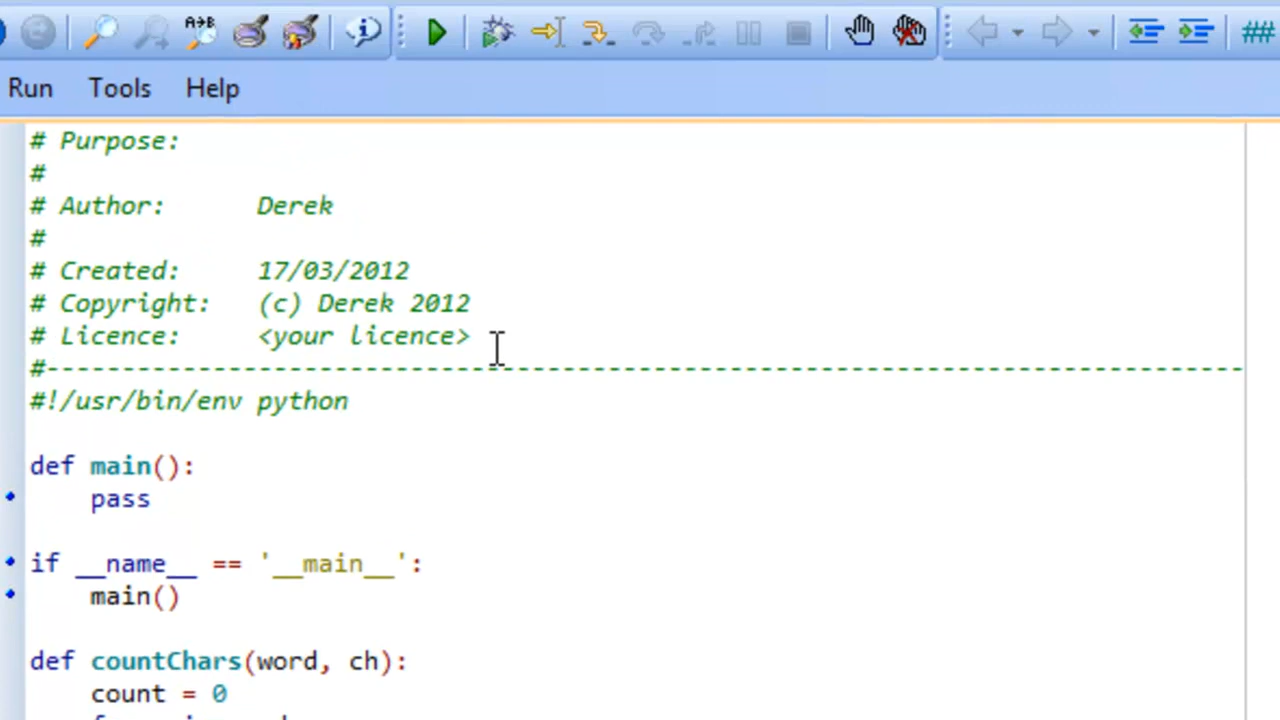 A→B
##
Run Tools Help
# Purpose:
#
# Author:      Derek
#
# Created:     17/03/2012
# Copyright:   (c) Derek 2012
# Licence:     <your licence>
#-------------------------------------------------------------------------------
#!/usr/bin/env python
def main():
    pass
if __name__ == '__main__':
    main()
def countChars(word, ch):
    count = 0